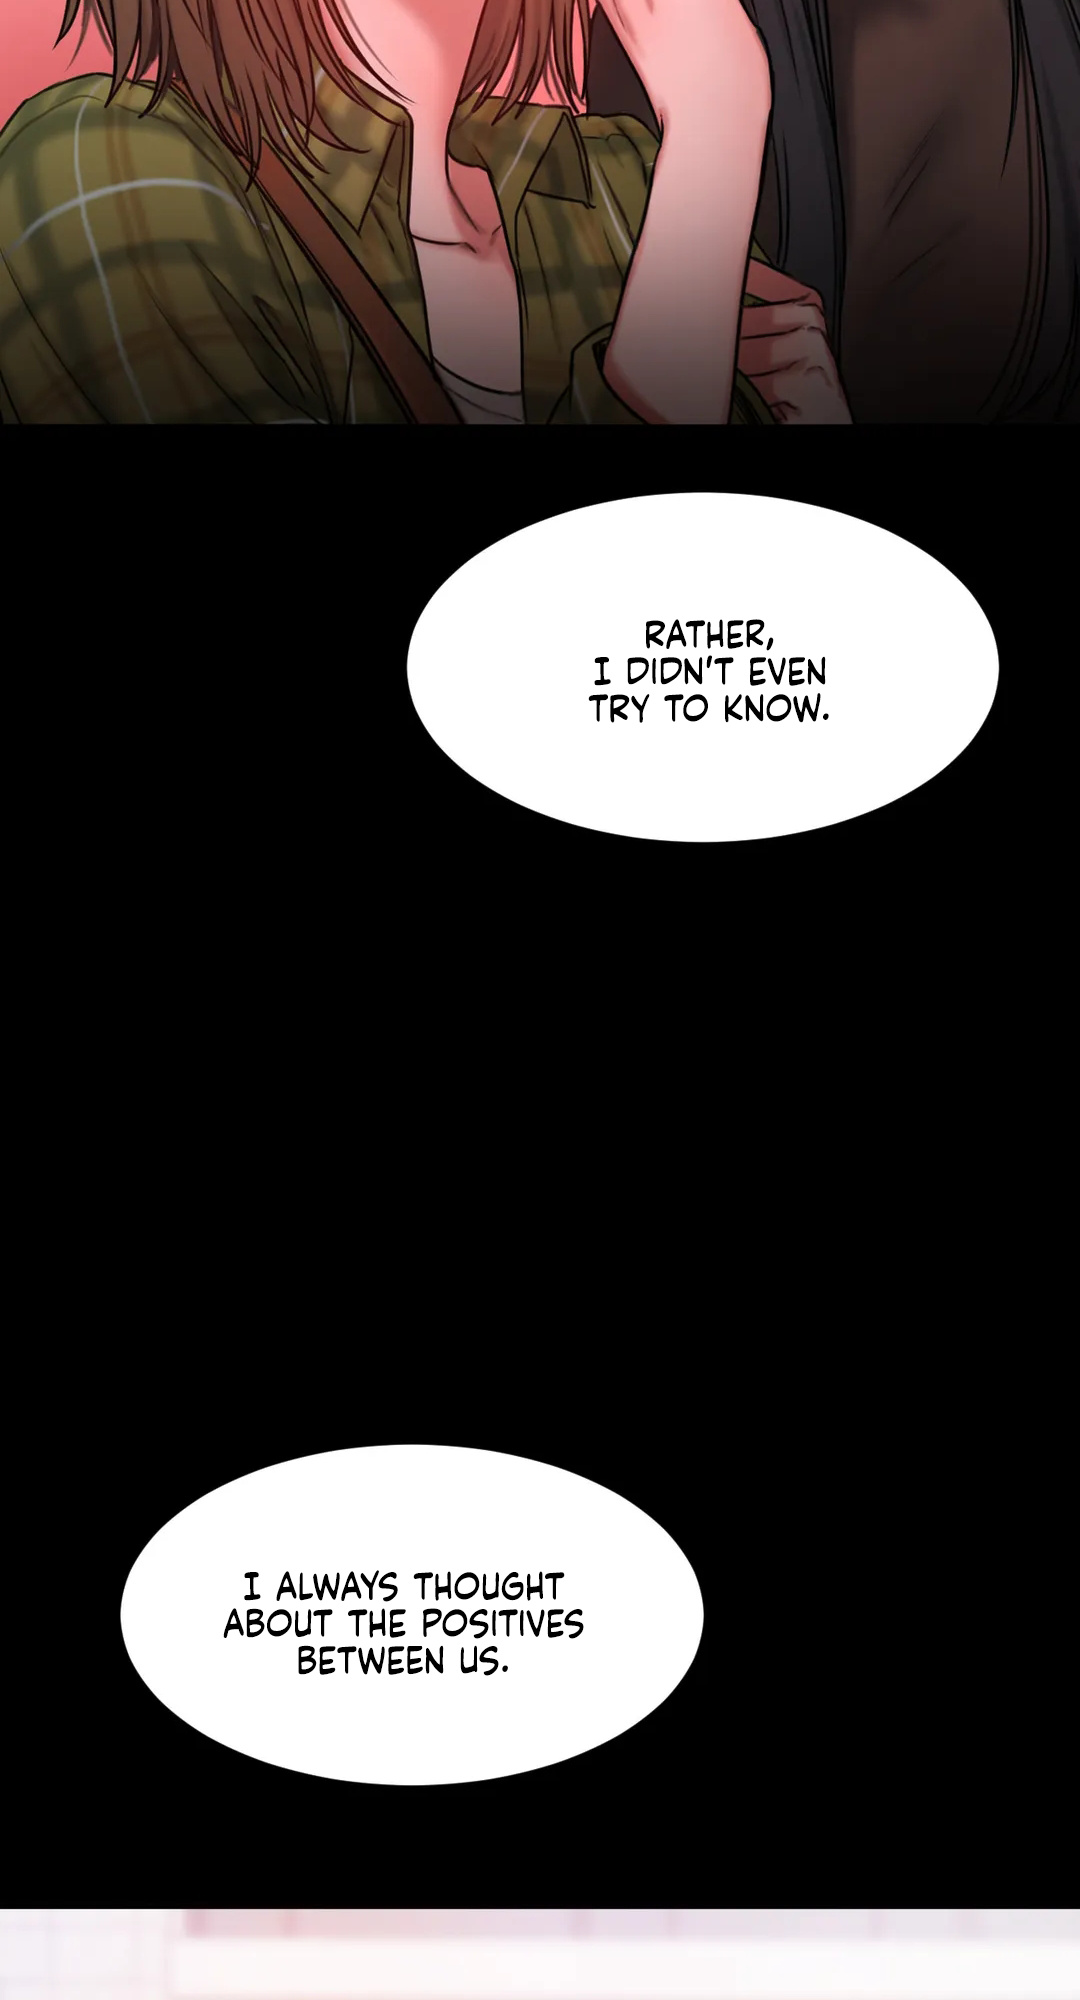 RATHER,
I DIDN'T EVEN
TRY TO KNOW.
I ALWAYS THOUGHT
ABOUT THE POSITIVES
BETWEEN US.